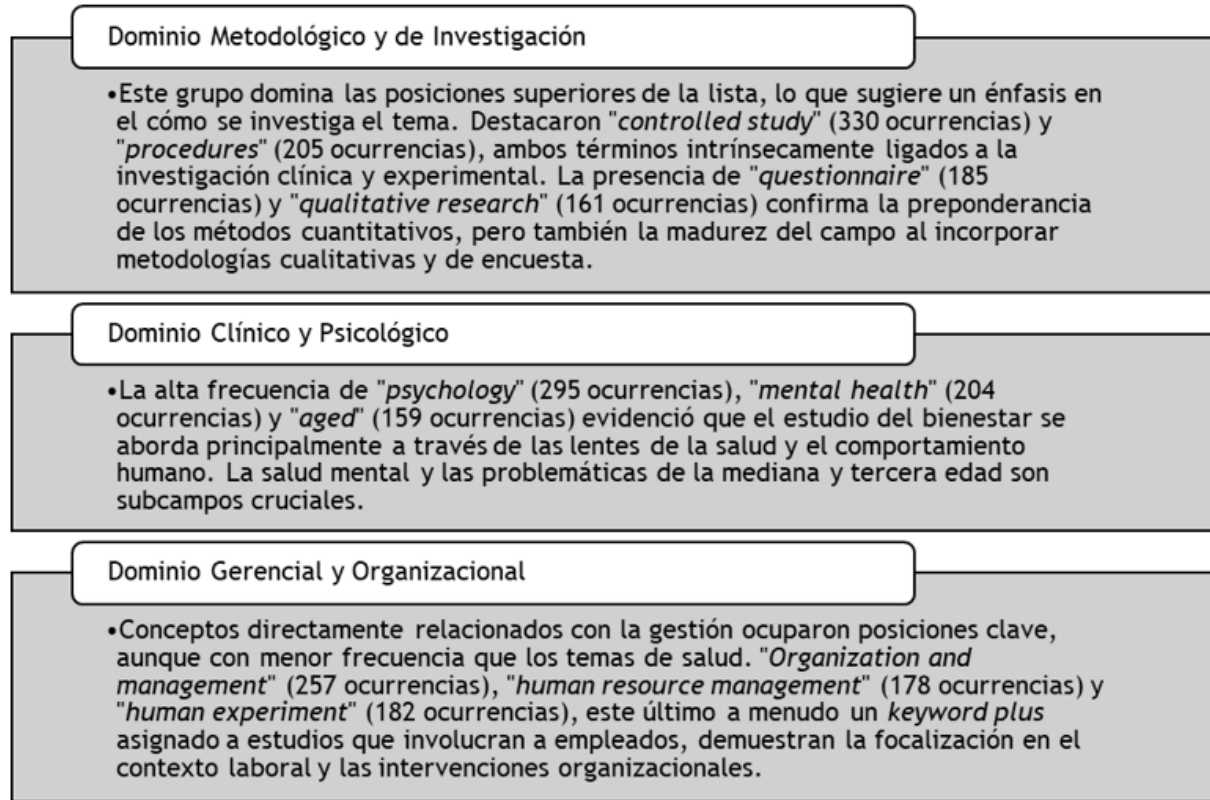 Dominio Metodológico y de Investigación
•Este grupo domina las posiciones superiores de la lista, lo que sugiere un énfasis en
el cómo se investiga el tema. Destacaron "controlled study" (330 ocurrencias) y
"procedures" (205 ocurrencias), ambos términos intrínsecamente ligados a la
investigación clínica y experimental. La presencia de "questionnaire" (185
ocurrencias) y "qualitative research" (161 ocurrencias) confirma la preponderancia
de los métodos cuantitativos, pero también la madurez del campo al incorporar
metodologías cualitativas y de encuesta.
Dominio Clínico y Psicológico
•La alta frecuencia de "psychology" (295 ocurrencias), "mental health" (204
ocurrencias) y "aged" (159 ocurrencias) evidenció que el estudio del bienestar se
aborda principalmente a través de las lentes de la salud y el comportamiento
humano. La salud mental y las problemáticas de la mediana y tercera edad son
subcampos cruciales.
Dominio Gerencial y Organizacional
•Conceptos directamente relacionados con la gestión ocuparon posiciones clave,
aunque con menor frecuencia que los temas de salud. "Organization and
management" (257 ocurrencias), "human resource management" (178 ocurrencias) y
"human experiment" (182 ocurrencias), este último a menudo un keyword plus
asignado a estudios que involucran a empleados, demuestran la focalización en el
contexto laboral y las intervenciones organizacionales.